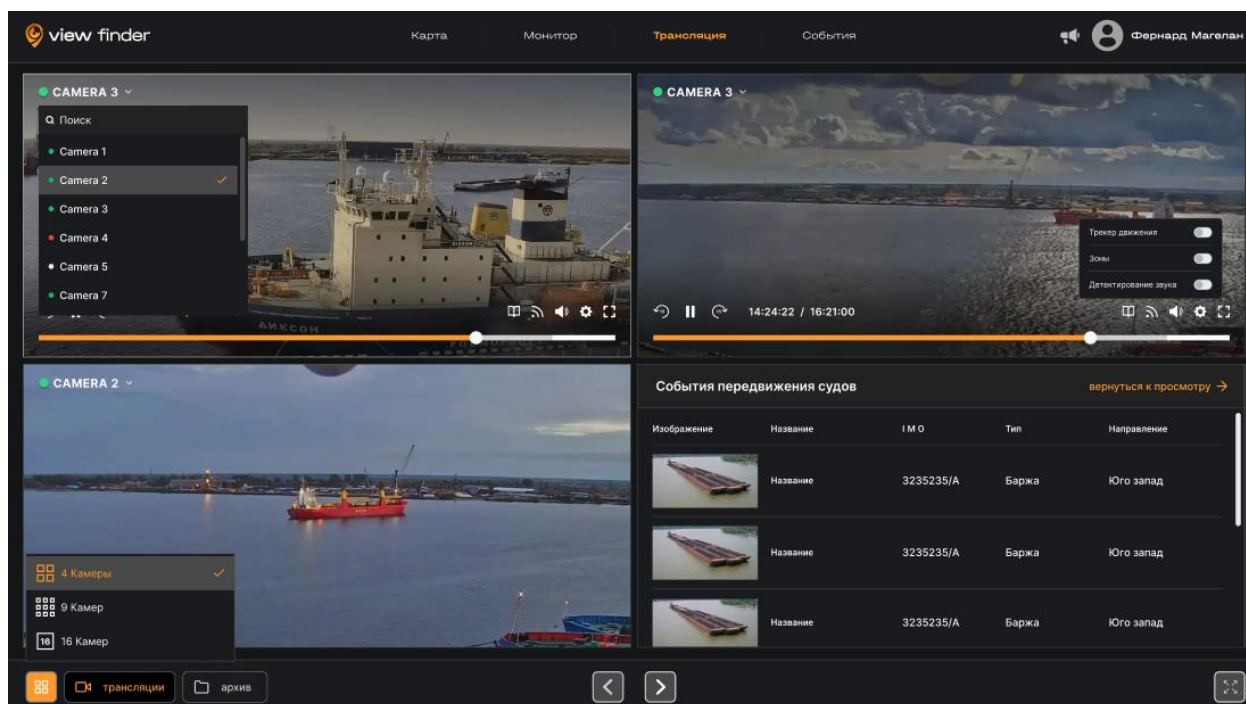 view finder
Карта
Монитор
Трансляция
События
Фернард Магелан
CAMERA 3
Поиск
Camera 1
Camera 2
Camera 3
Camera 4
Camera 5
Camera 7
ДИКСОН
CAMERA 3
Трекер движения
Зоны
Детектирование звука
14:24:22 / 16:21:00
CAMERA 2
4 Камеры
9 Камер
16
16 Камер
События передвижения судов
вернуться к просмотру
Изображение Название I M O Тип Направление
Название 3235235/А Баржа Юго запад
Название 3235235/А Баржа Юго запад
Название 3235235/А Баржа Юго запад
трансляции
архив